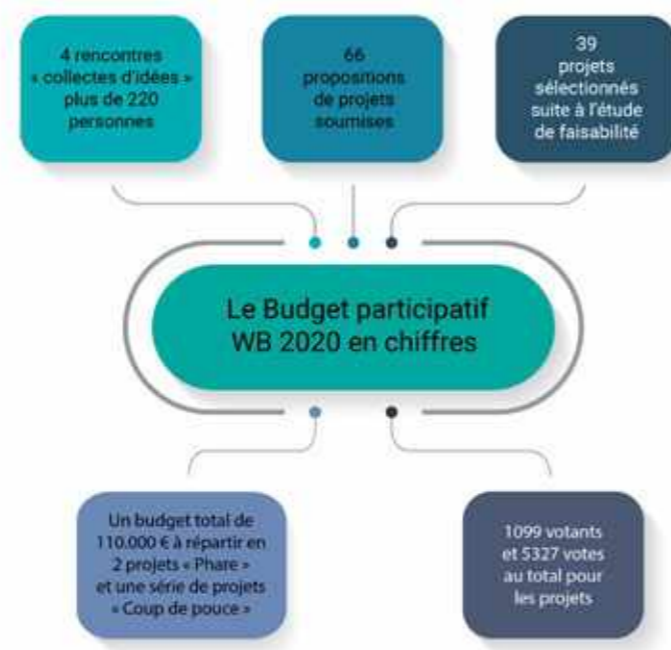 4 rencontres
« collectes d'idées »
plus de 220
personnes
66
propositions
de projets
soumises
39
projets
sélectionnés
suite à l'étude
de faisabilité
Le Budget participatif
WB 2020 en chiffres
Un budget total de
110.000 € à répartir en
2 projets « Phare »
et une série de projets
« Coup de pouce »
1099 votants
et 5327 votes
au total pour
les projets